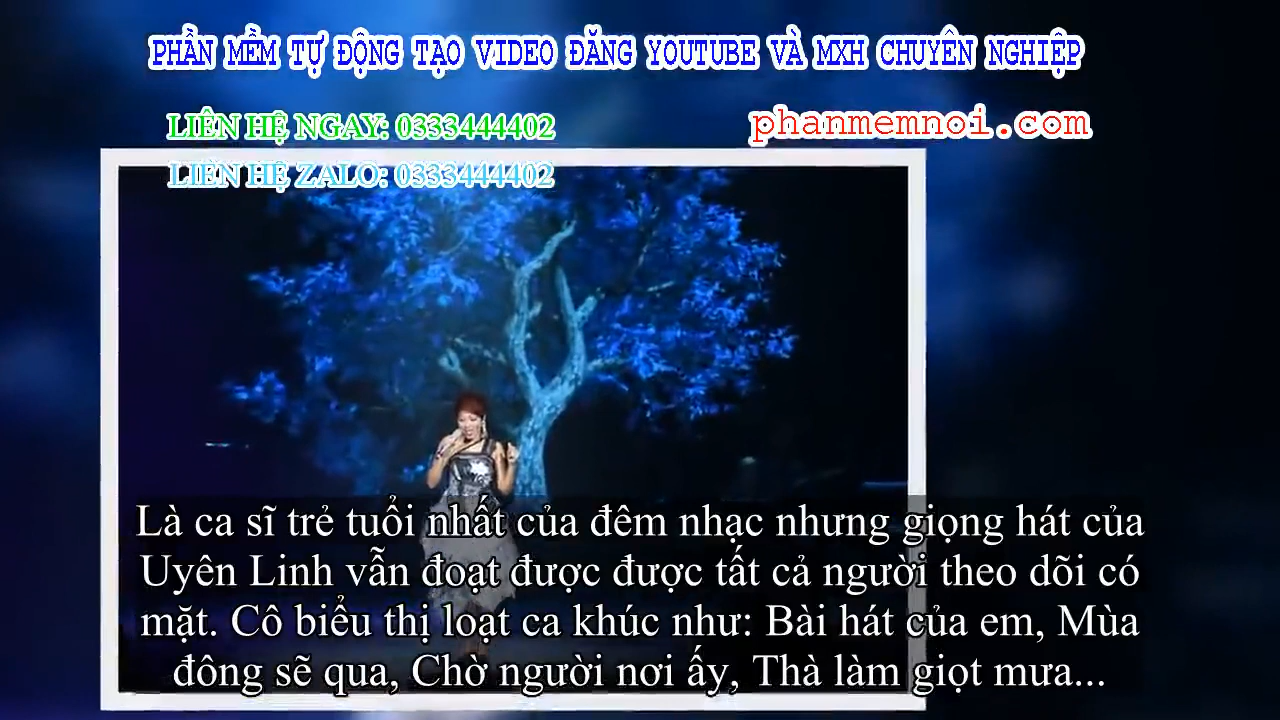 PHẦN MỀM TỰ ĐỘNG TẠO VIDEO ĐĂNG YOUTUBE VÀ MXH CHUYÊN NGHIỆP
LIÊN HỆ NGAY: 0333444402
phanmemnoi.com
LIÊN HỆ ZALO: 0333444402
Là ca sĩ trẻ tuổi nhất của đêm nhạc nhưng giọng hát của
Uyên Linh vẫn đoạt được được tất cả người theo dõi có
mặt. Cô biểu thị loạt ca khúc như: Bài hát của em, Mùa
đông sẽ qua, Chờ người nơi ấy, Thà làm giọt mưa...